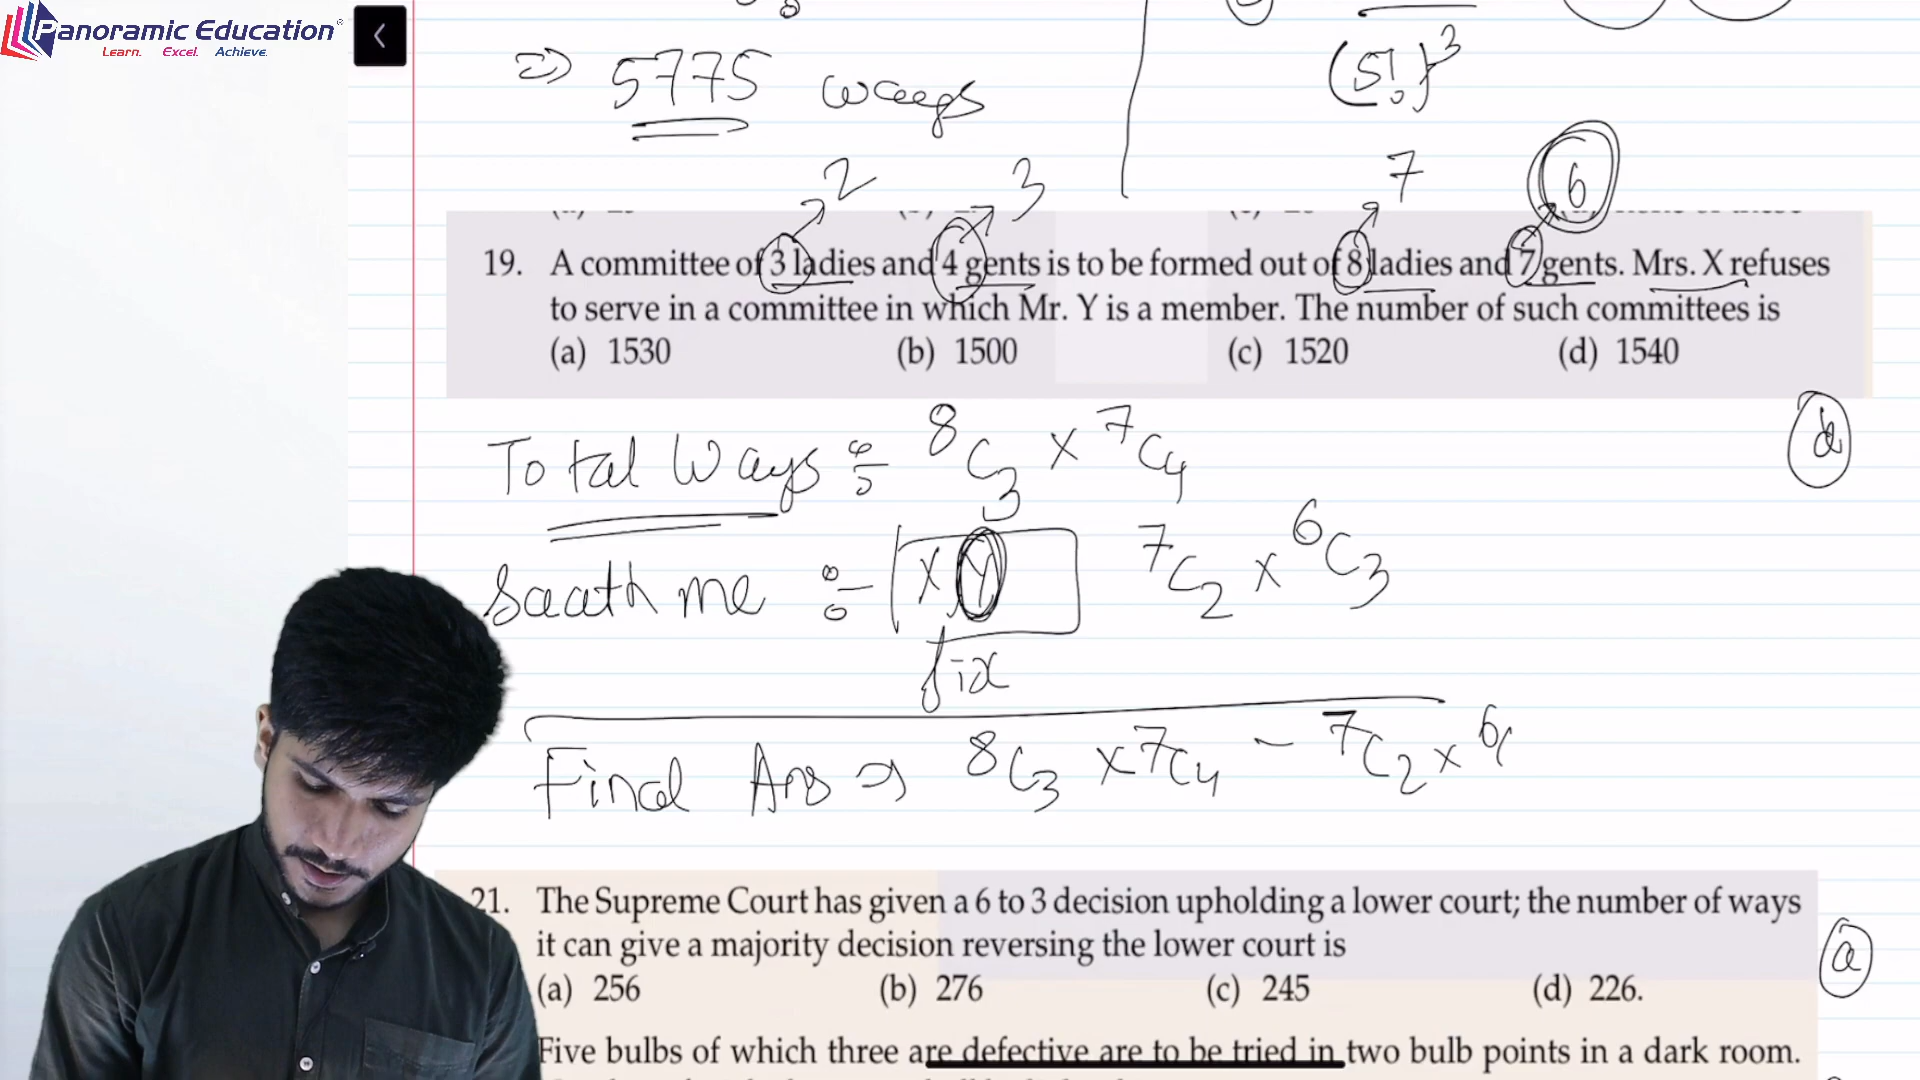 Panoramic Education®
Learn. Excel. Achieve.
⇒ 5775 ways
(5!)³
2 3 7 6
19. A committee of 3 ladies and 4 gents is to be formed out of 8 ladies and 7 gents. Mrs. X refuses
to serve in a committee in which Mr. Y is a member. The number of such committees is
(a) 1530 (b) 1500 (c) 1520 (d) 1540
d
Total Ways ÷ ⁸C₃ × ⁷C₄
Saath me ÷ X, Y ⁷C₂ × ⁶C₃
fix
Final Ans ⇒ ⁸C₃ × ⁷C₄ − ⁷C₂ × ⁶
21. The Supreme Court has given a 6 to 3 decision upholding a lower court; the number of ways
it can give a majority decision reversing the lower court is
(a) 256 (b) 276 (c) 245 (d) 226.
a
Five bulbs of which three are defective are to be tried in two bulb points in a dark room.